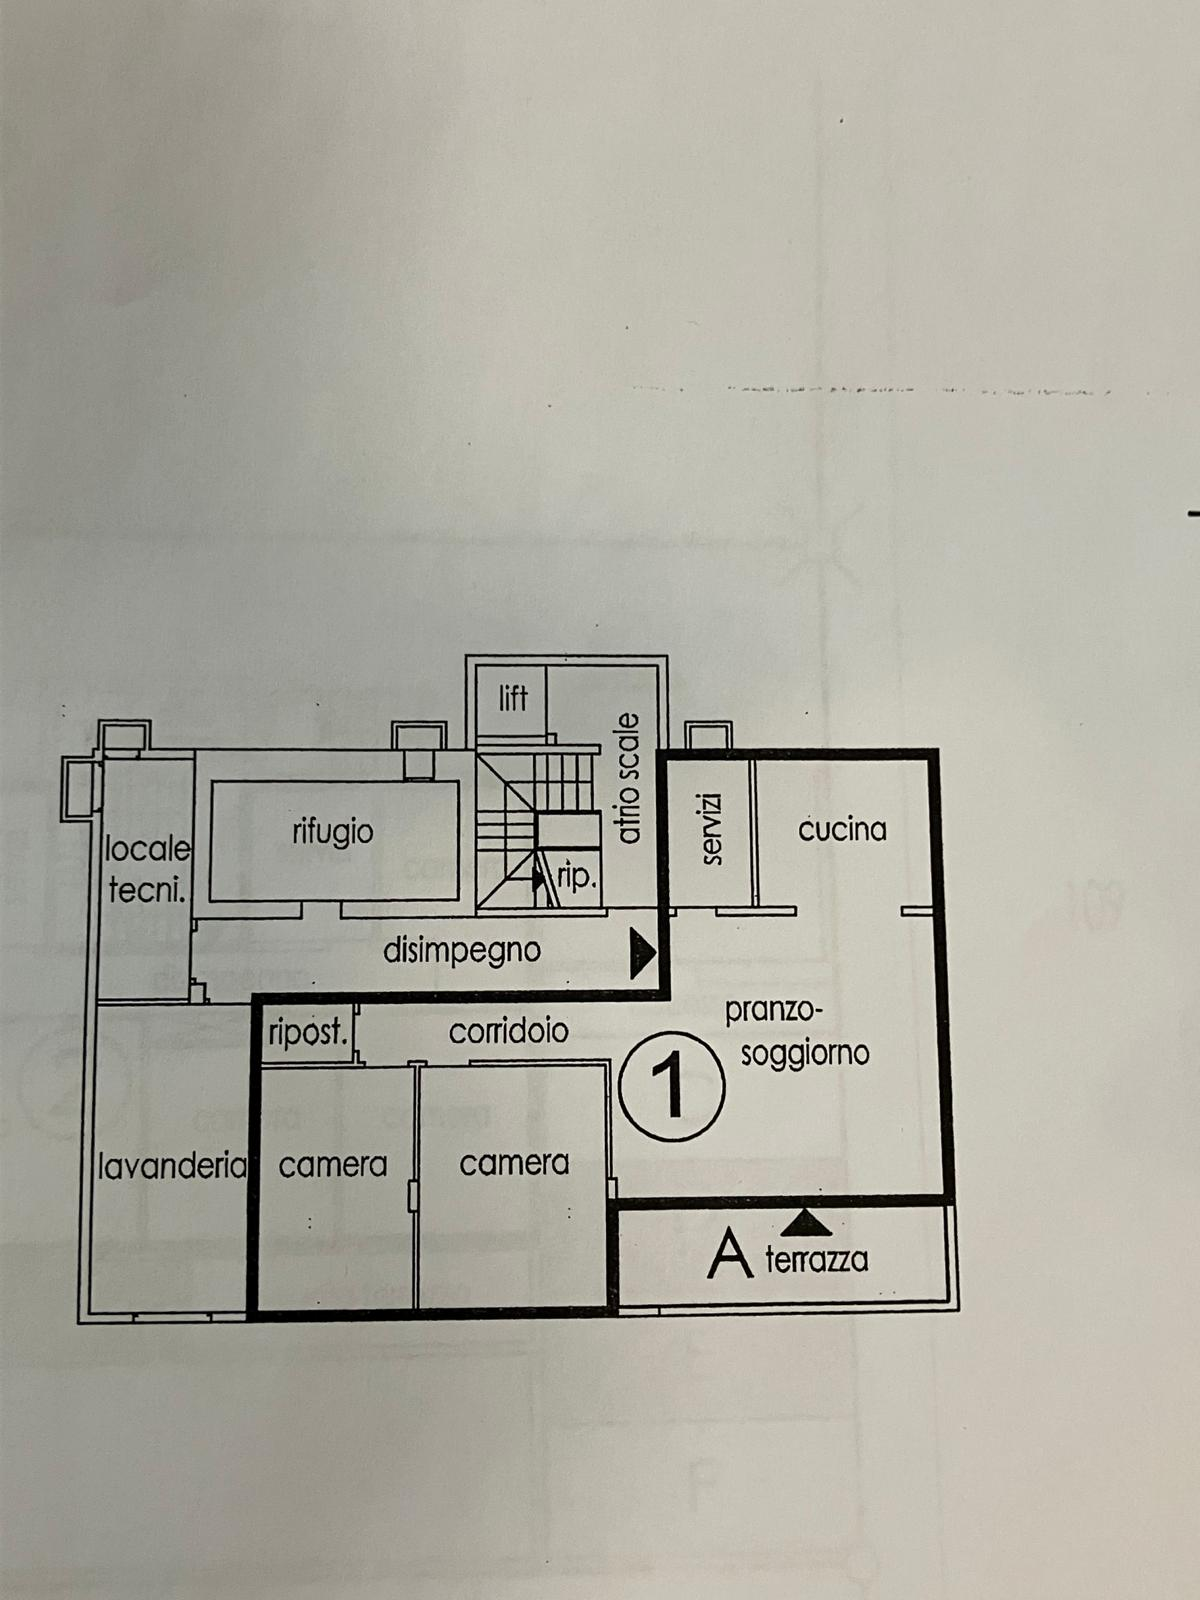 lift
atrio scale
servizi
cucina
rifugio
locale
tecni.
rip.
disimpegno
ripost.
corridoio
pranzo-
soggiorno
1
lavanderia
camera
camera
A terrazza